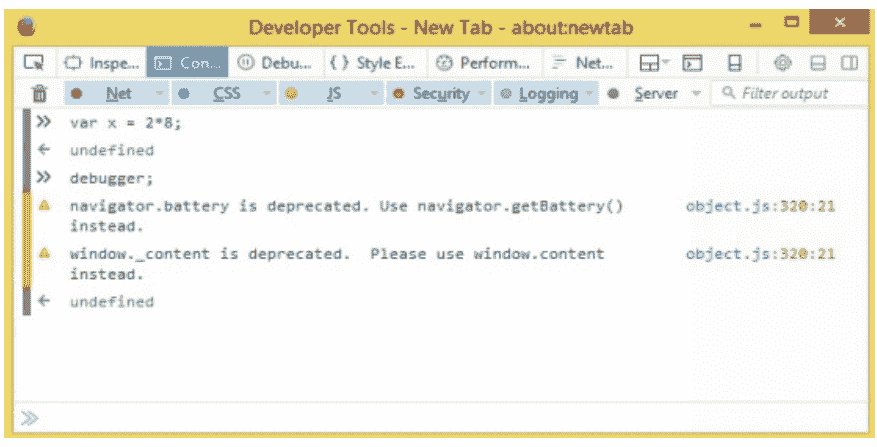 Developer Tools - New Tab - about:newtab
Inspe... Con... Debu... { } Style E... Perform... Net...
Net CSS JS Security Logging Server Filter output
var x = 2*8;
undefined
debugger;
navigator.battery is deprecated. Use navigator.getBattery() object.js:320:21
instead.
window._content is deprecated.  Please use window.content object.js:320:21
instead.
undefined